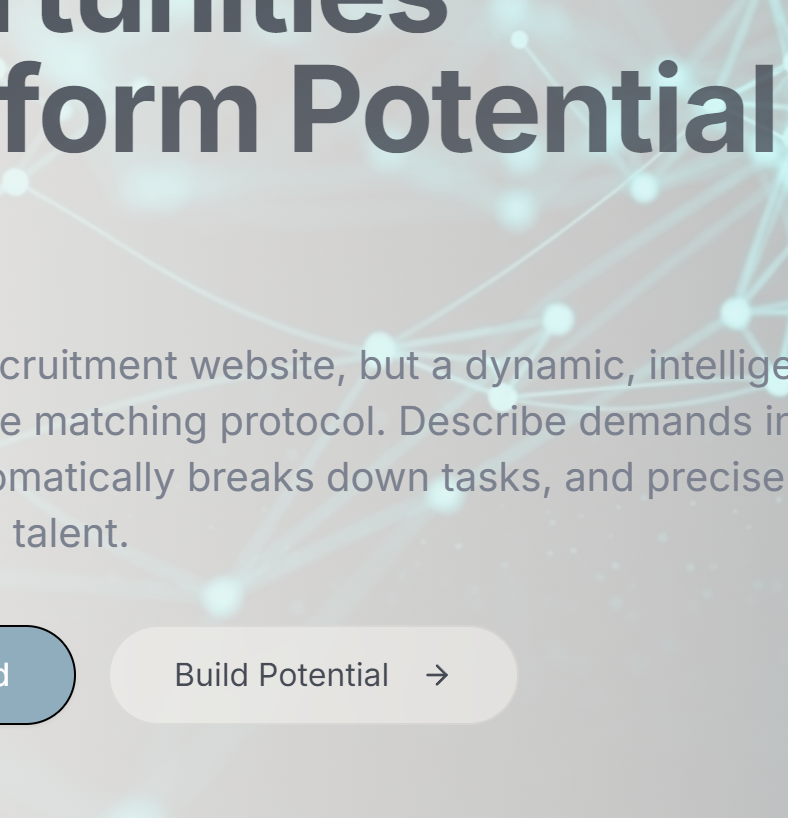 rtunities
form Potential
cruitment website, but a dynamic, intellige
e matching protocol. Describe demands in
omatically breaks down tasks, and precise
talent.
d
Build Potential →